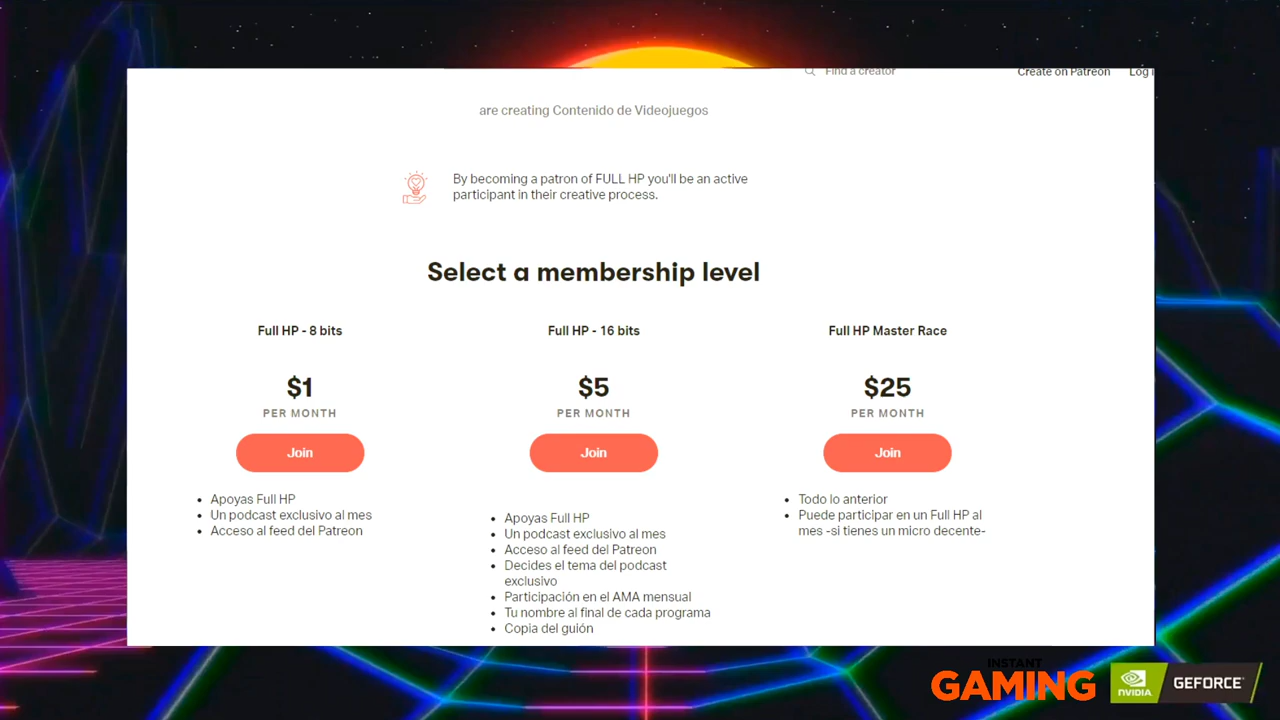 Find a creator
Create on Patreon
Log i
are creating Contenido de Videojuegos
By becoming a patron of FULL HP you'll be an active
participant in their creative process.
Select a membership level
Full HP - 8 bits
$1
PER MONTH
Join
Apoyas Full HP
Un podcast exclusivo al mes
Acceso al feed del Patreon
Full HP - 16 bits
$5
PER MONTH
Join
Apoyas Full HP
Un podcast exclusivo al mes
Acceso al feed del Patreon
Decides el tema del podcast
exclusivo
Participación en el AMA mensual
Tu nombre al final de cada programa
Copia del guión
Full HP Master Race
$25
PER MONTH
Join
Todo lo anterior
Puede participar en un Full HP al
mes -si tienes un micro decente-
INSTANT
GAMING
NVIDIA
GEFORCE